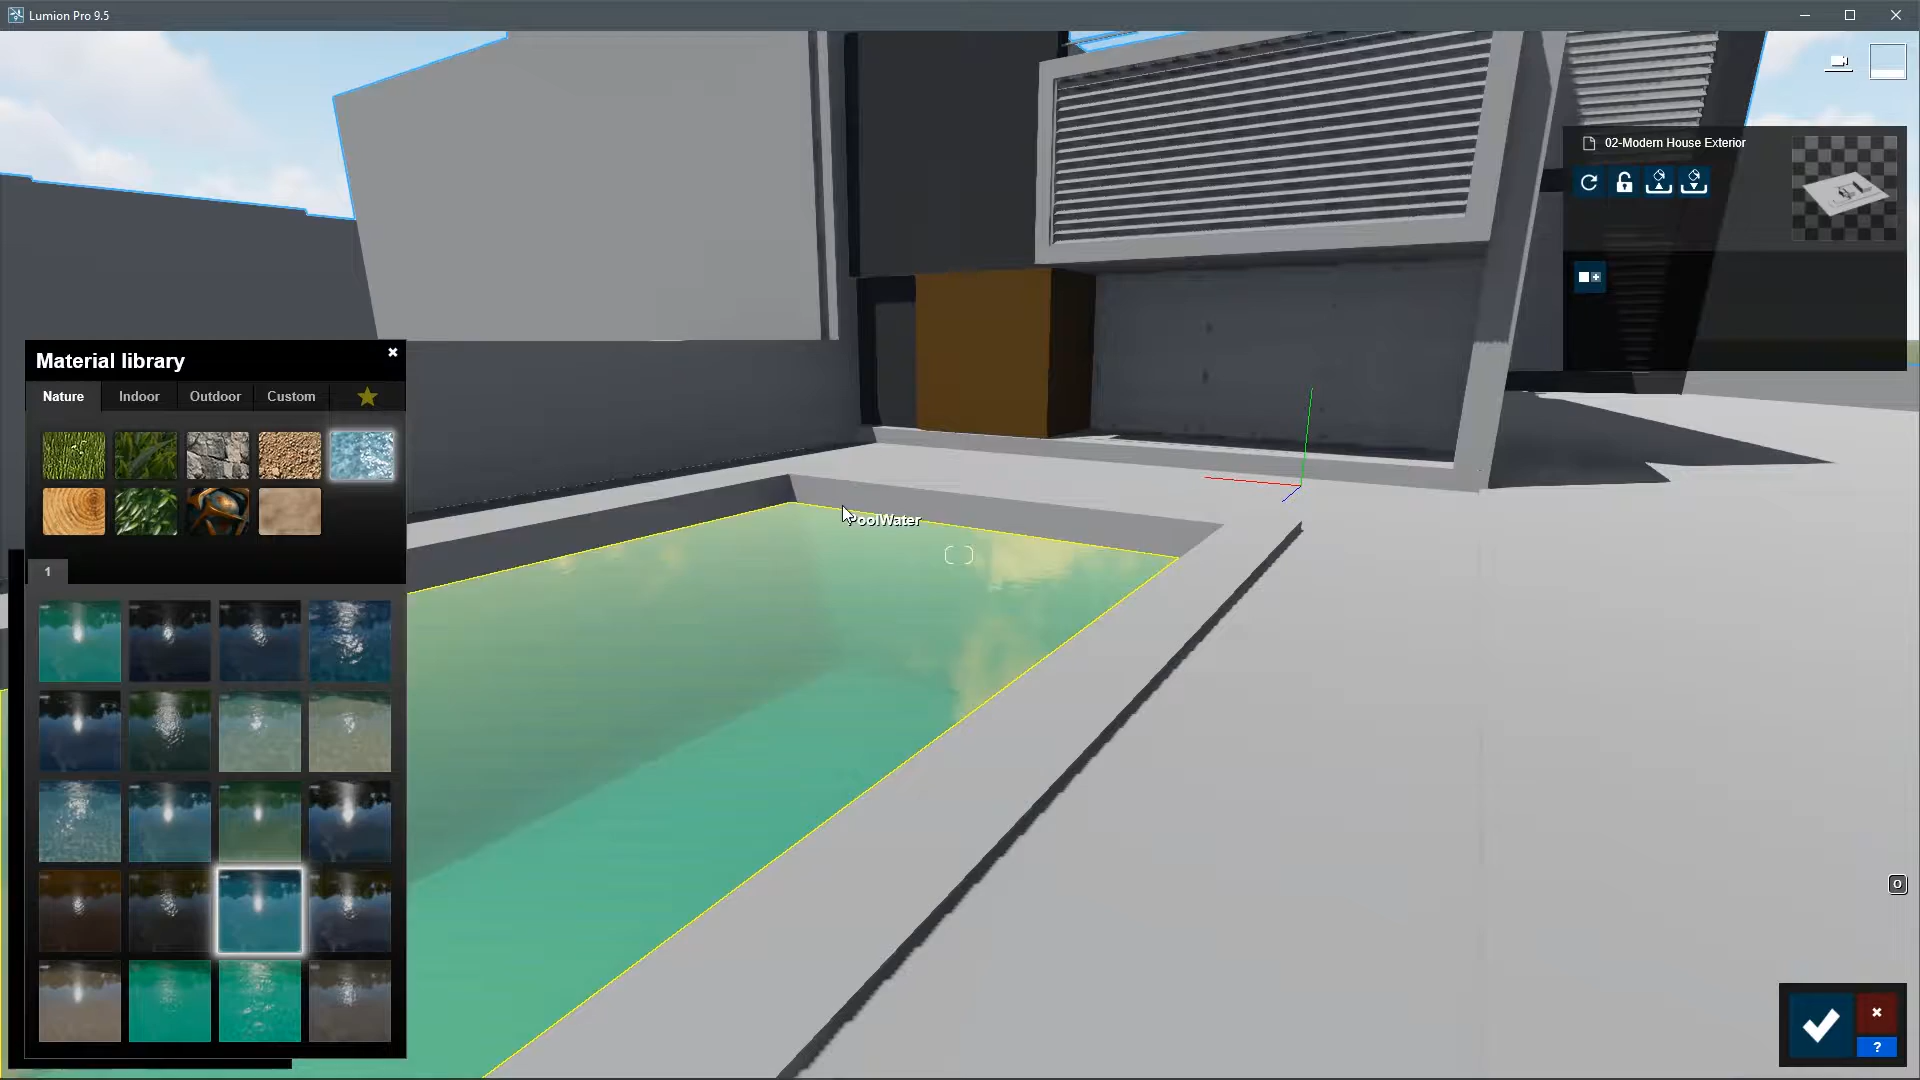 Lumion Pro 9.5
02-Modern House Exterior
Material library
Nature
Indoor
Outdoor
Custom
PoolWater
1
O
?